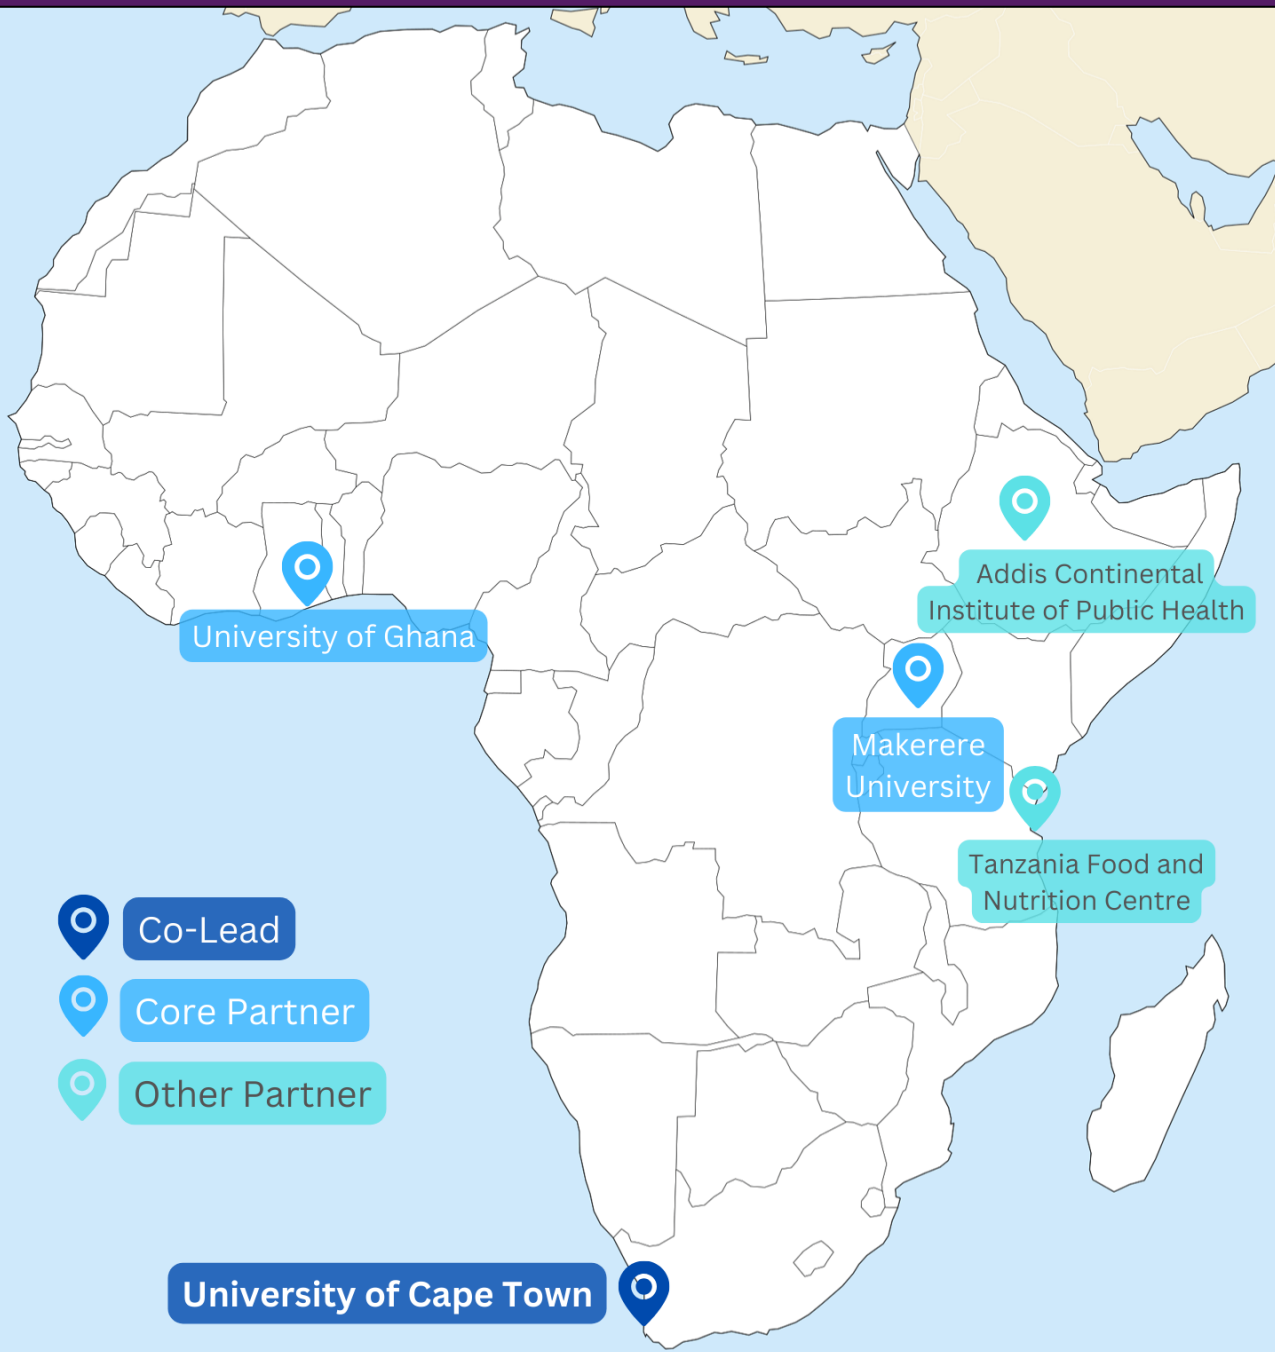 Addis Continental
Institute of Public Health
University of Ghana
Makerere
University
Tanzania Food and
Nutrition Centre
Co-Lead
Core Partner
Other Partner
University of Cape Town